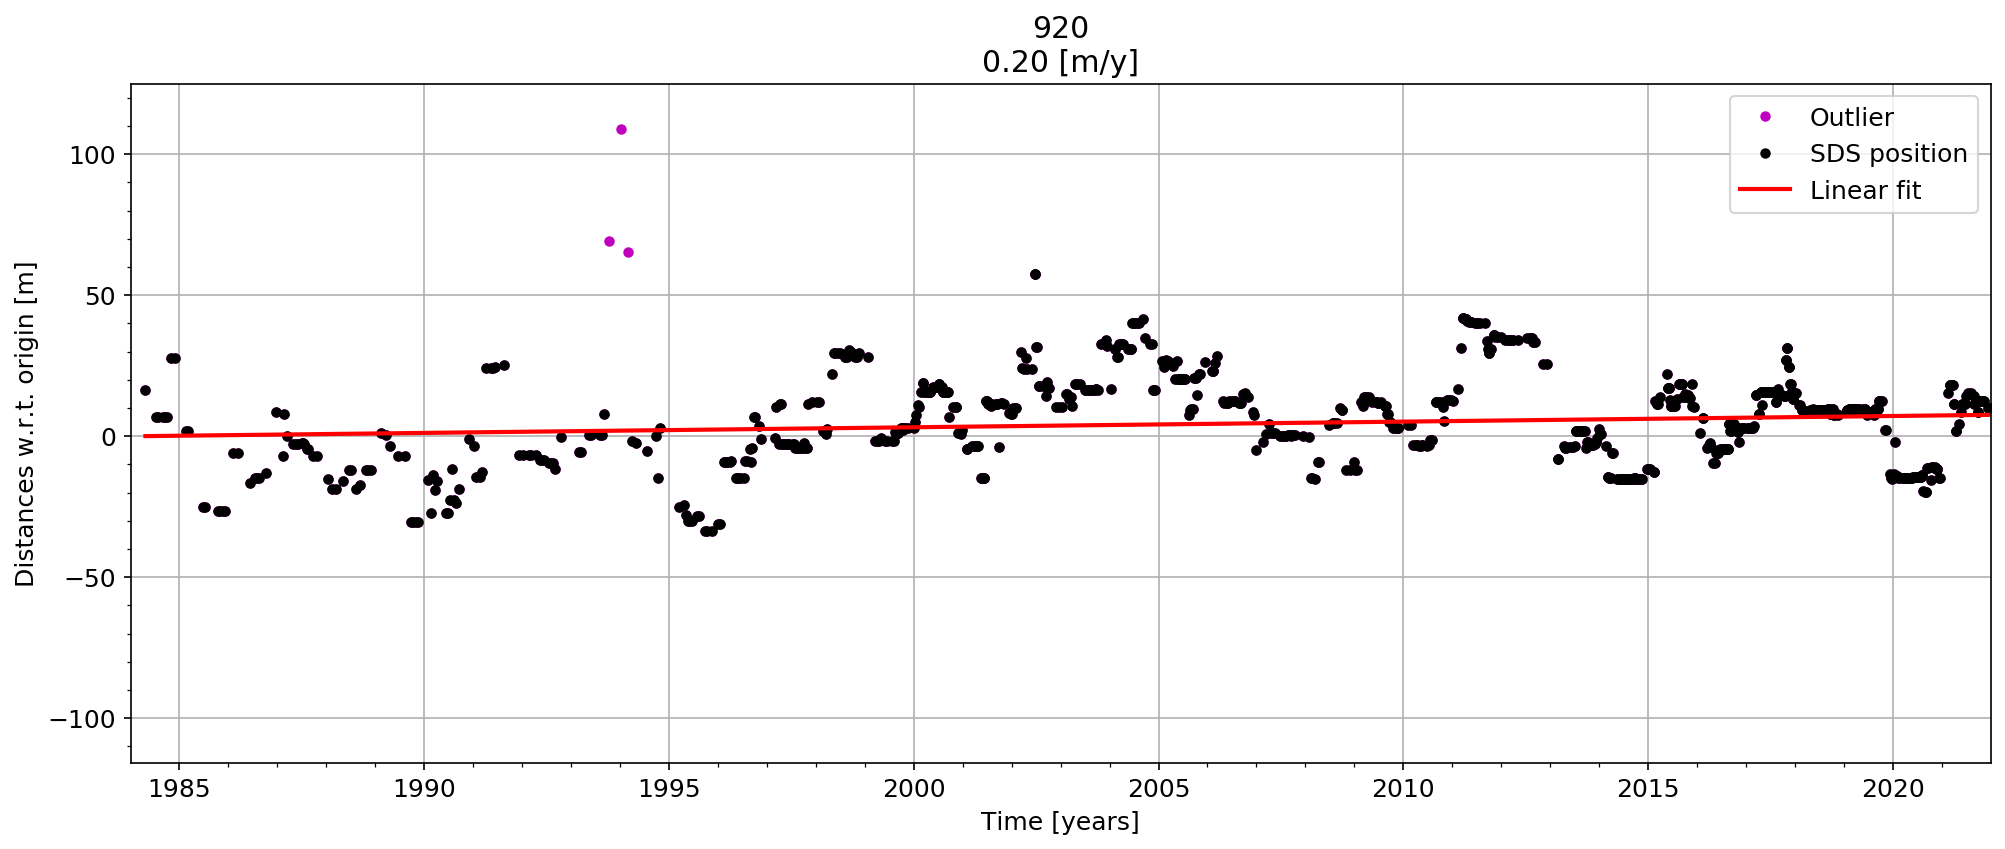 920
0.20 [m/y]
Outlier
SDS position
Linear fit
Distances w.r.t. origin [m]
100
50
0
−50
−100
1985 1990 1995 2000 2005 2010 2015 2020
Time [years]